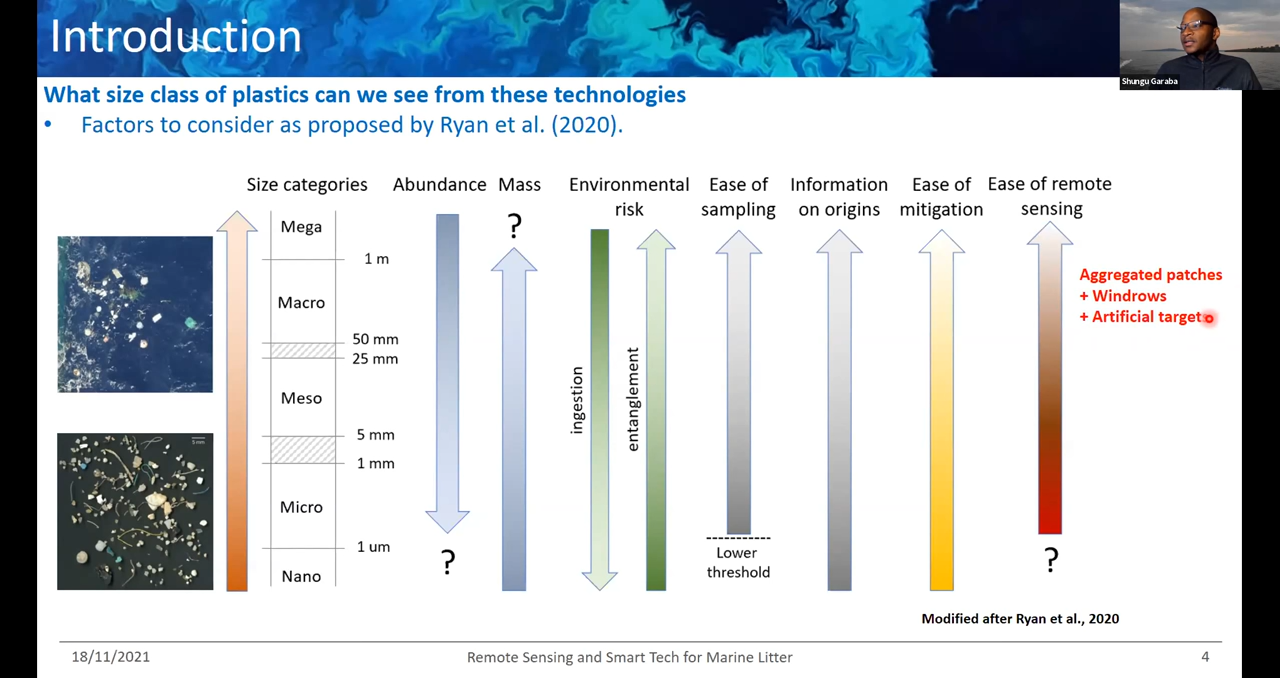 Introduction
Shungu Garaba
What size class of plastics can we see from these technologies
• Factors to consider as proposed by Ryan et al. (2020).
Size categories
Abundance
Mass
Environmental
risk
Ease of
sampling
Information
on origins
Ease of
mitigation
Ease of remote
sensing
Mega
1 m
Macro
50 mm
25 mm
Meso
5 mm
1 mm
Micro
1 um
Nano
?
?
ingestion
entanglement
Lower
threshold
?
Aggregated patches
+ Windrows
+ Artificial targets
5 mm
Modified after Ryan et al., 2020
18/11/2021
Remote Sensing and Smart Tech for Marine Litter
4